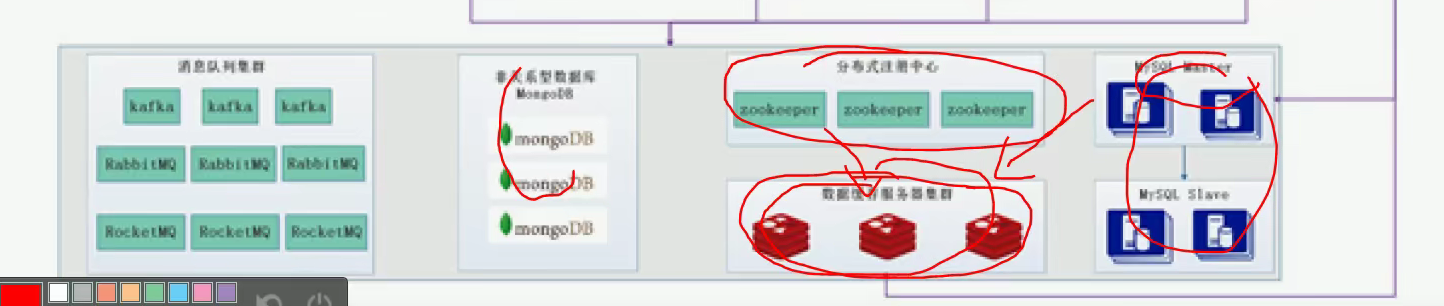 消息队列集群
kafka kafka kafka
RabbitMQ RabbitMQ RabbitMQ
RocketMQ RocketMQ RocketMQ
非关系型数据库
MongoDB
mongoDB
mongoDB
mongoDB
分布式注册中心
zookeeper zookeeper zookeeper
数据缓存服务器集群
MySQL Master
MySQL Slave